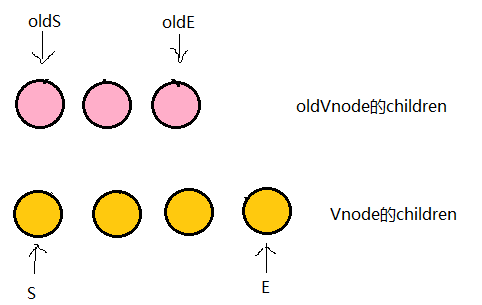 oldS
oldE
oldVnode的children
Vnode的children
S
E